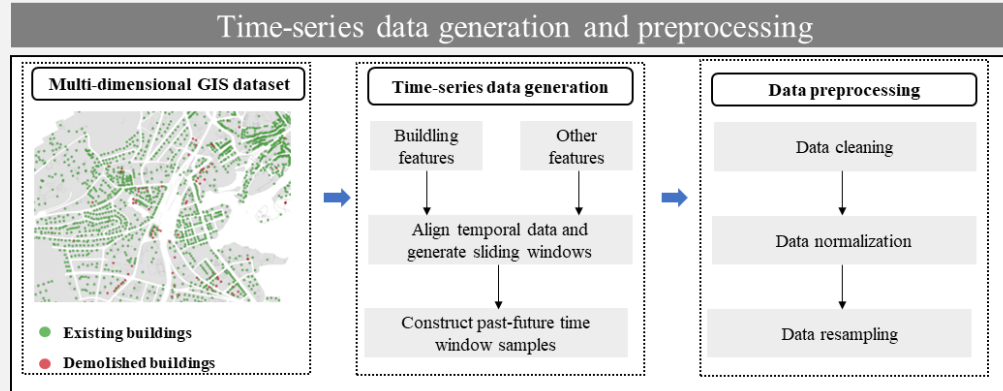 Time-series data generation and preprocessing
Multi-dimensional GIS dataset
Existing buildings
Demolished buildings
Time-series data generation
Buildling
features
Other
features
Align temporal data and
generate sliding windows
Construct past-future time
window samples
Data preprocessing
Data cleaning
Data normalization
Data resampling